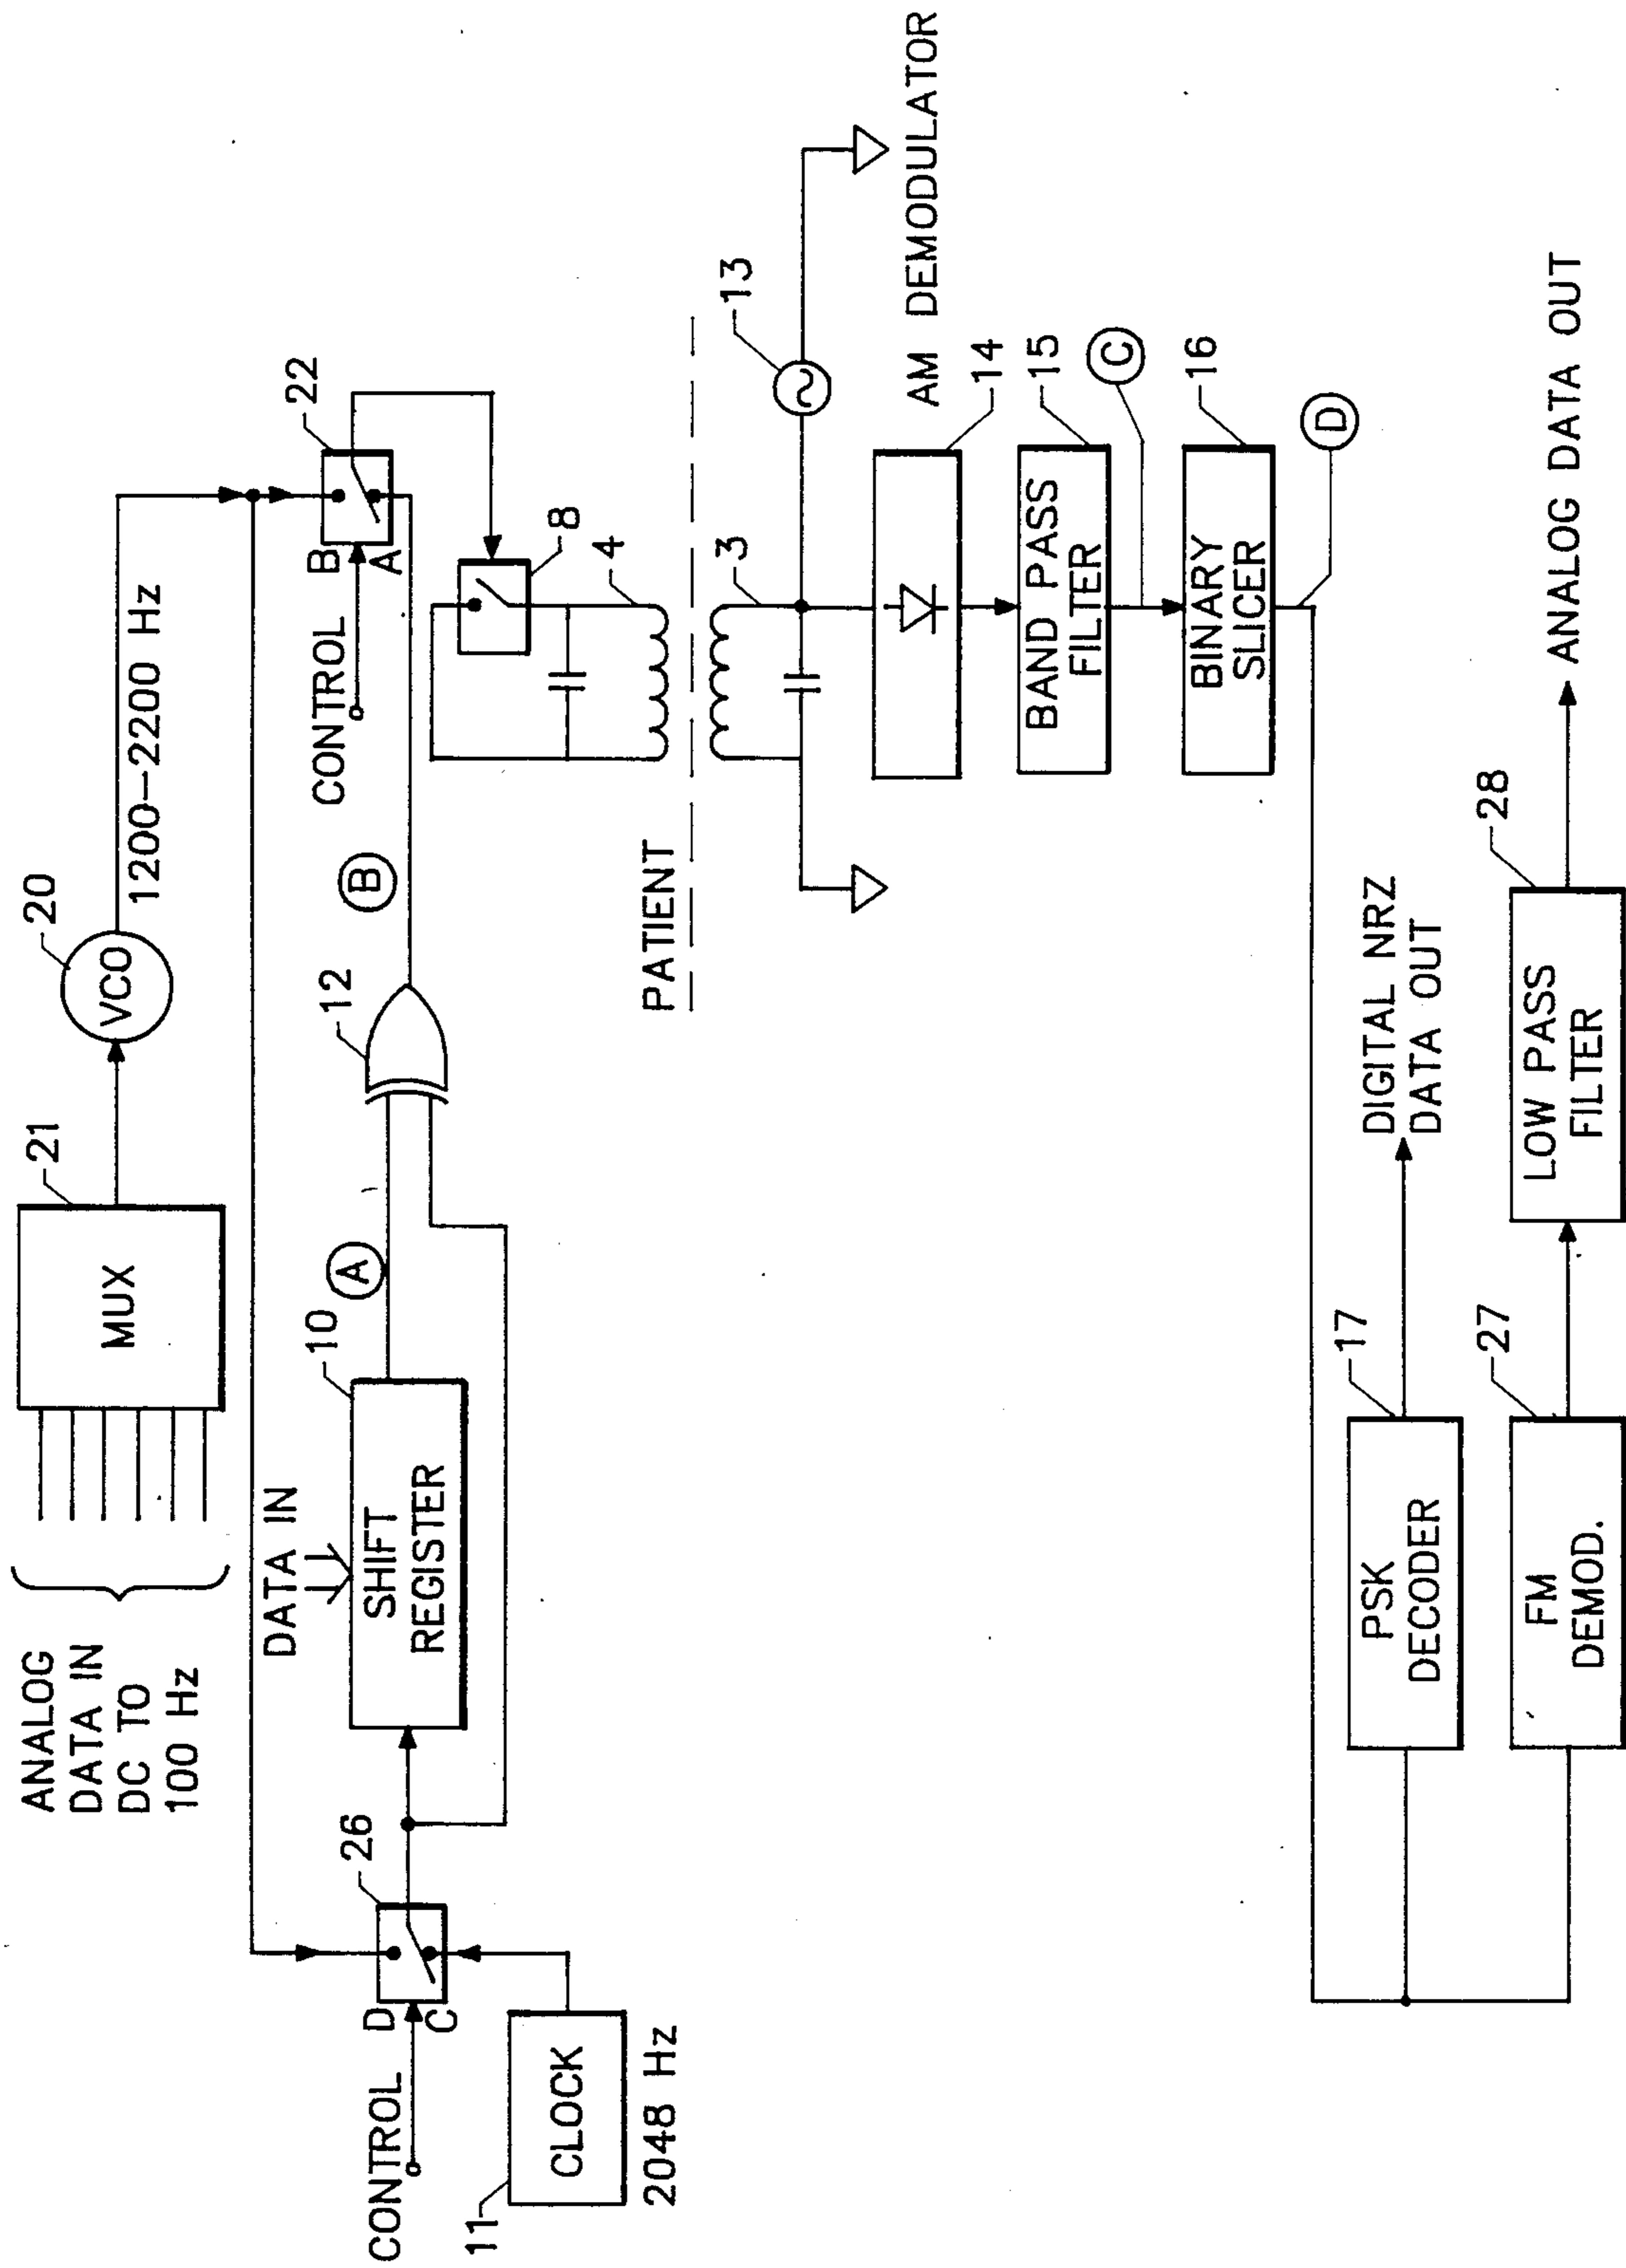 ANALOG
DATA IN
DC TO
100 Hz
MUX
21
VCO
20
1200-2200 Hz
DATA IN
SHIFT
REGISTER
10
A
12
B
CONTROL
B
A
22
8
4
CONTROL
D
C
26
11
CLOCK
2048 Hz
PATIENT
3
13
AM DEMODULATOR
14
BAND PASS
FILTER
15
C
BINARY
SLICER
16
D
PSK
DECODER
17
DIGITAL NRZ
DATA OUT
FM
DEMOD.
27
LOW PASS
FILTER
28
ANALOG DATA OUT